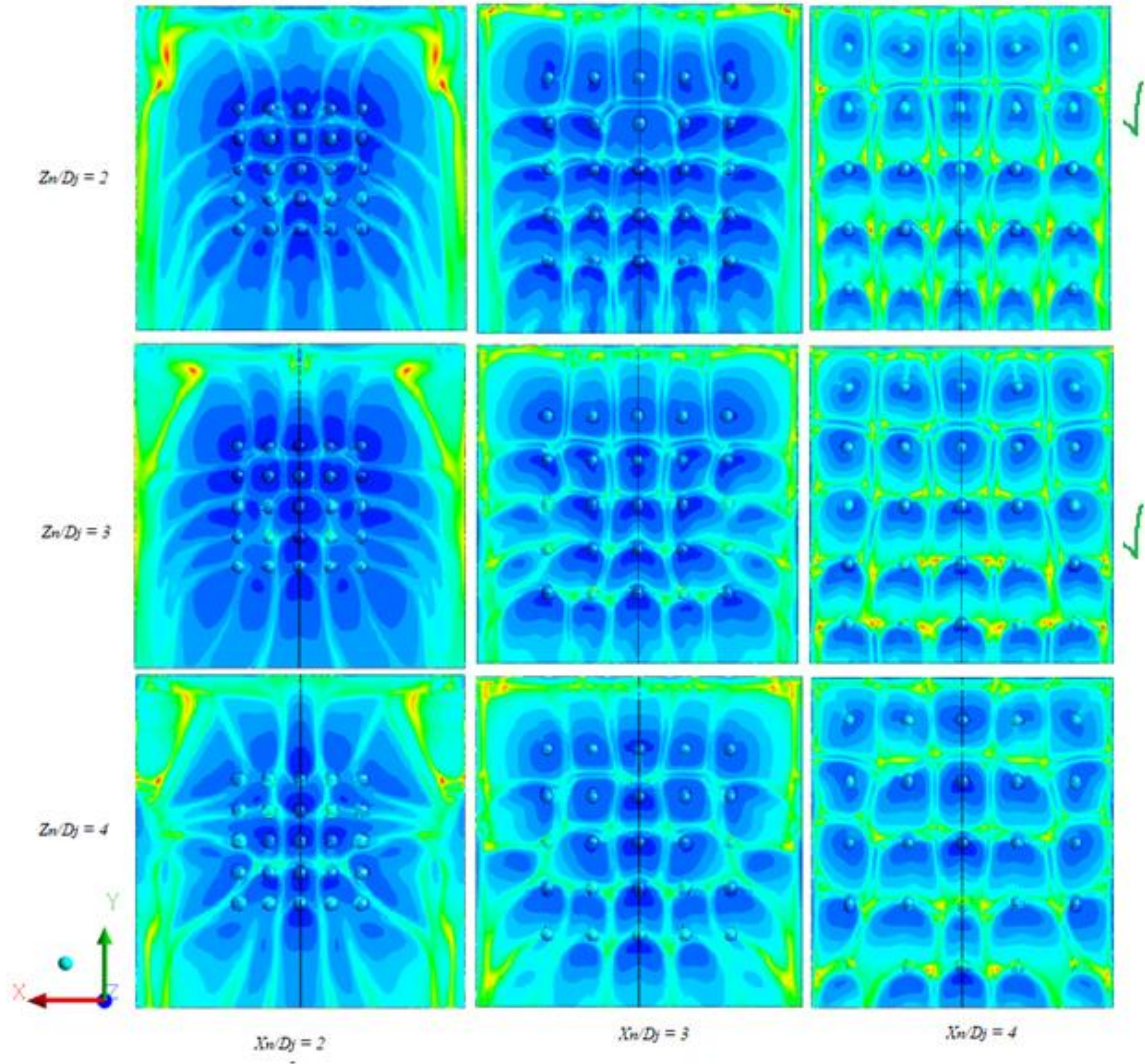 Zn/Dj = 2
Zn/Dj = 3
Zn/Dj = 4
Y
X
Z
Xn/Dj = 2
Xn/Dj = 3
Xn/Dj = 4